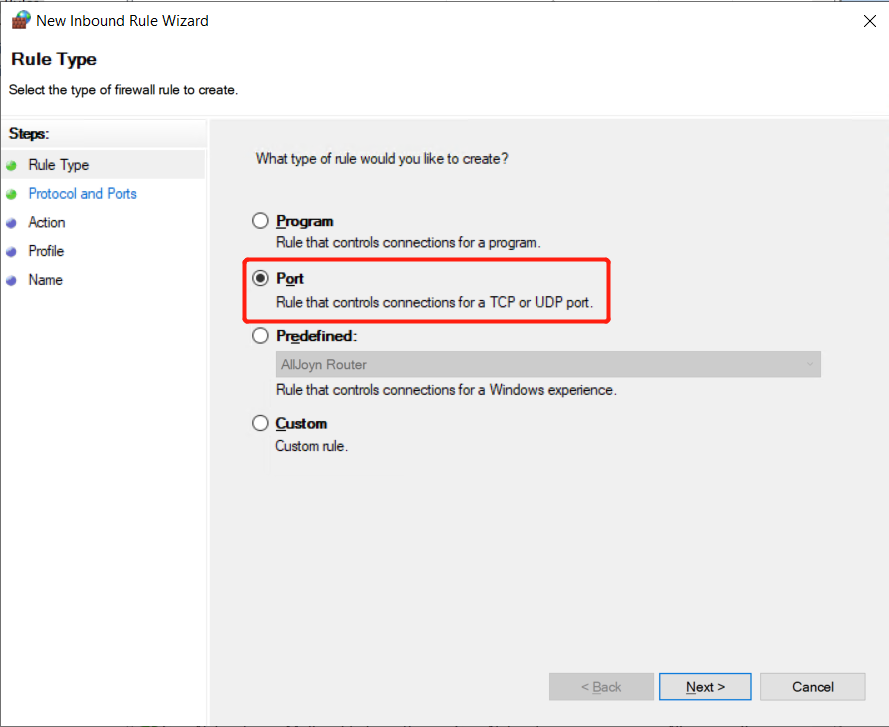 New Inbound Rule Wizard
Rule Type
Select the type of firewall rule to create.
Steps:
Rule Type
Protocol and Ports
Action
Profile
Name
What type of rule would you like to create?
Program
Rule that controls connections for a program.
Port
Rule that controls connections for a TCP or UDP port.
Predefined:
AllJoyn Router
Rule that controls connections for a Windows experience.
Custom
Custom rule.
< Back
Next >
Cancel